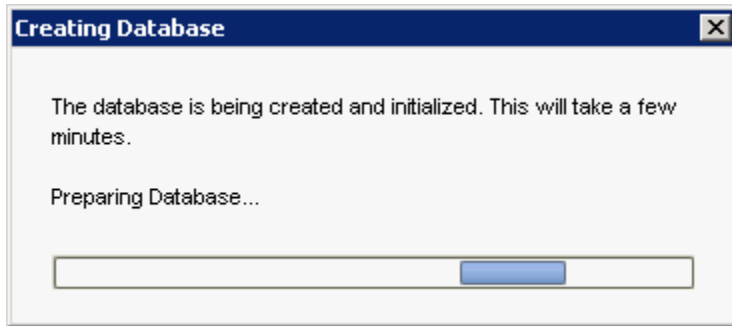 Creating Database
The database is being created and initialized. This will take a few
minutes.
Preparing Database...